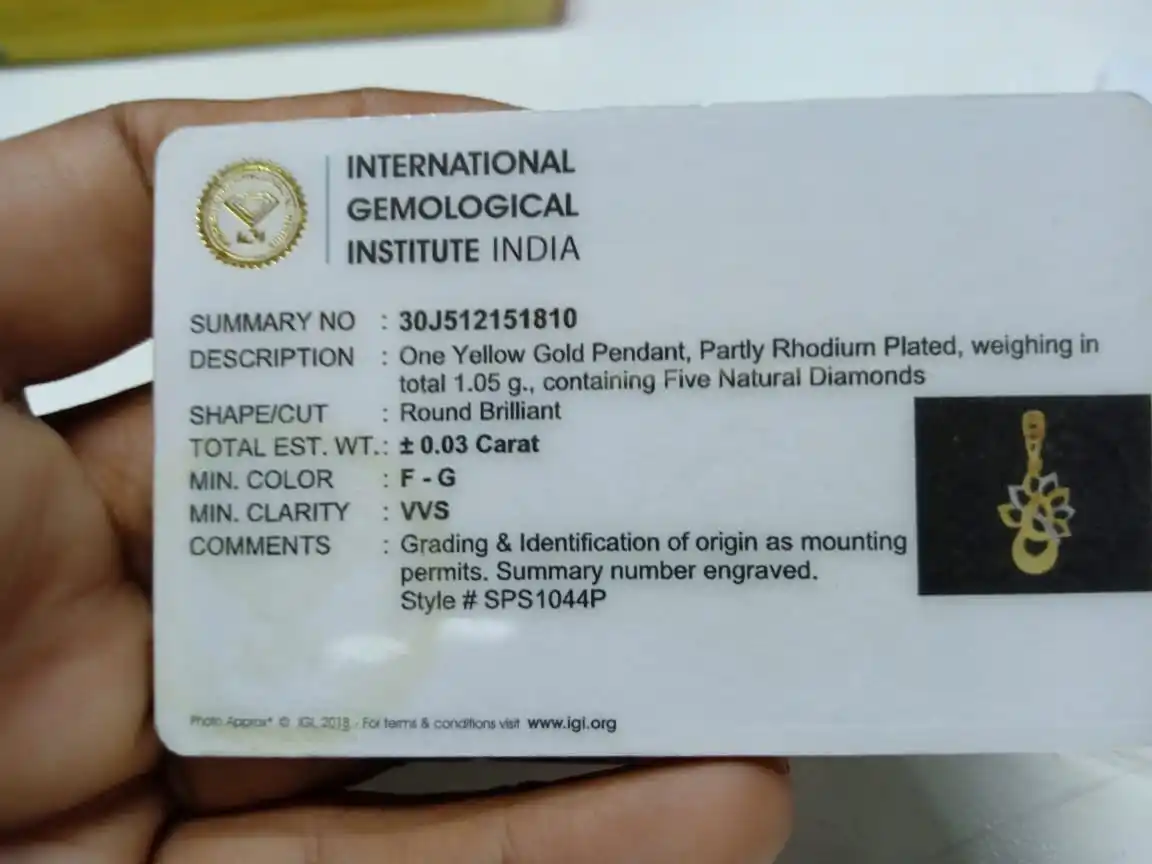 INTERNATIONAL
GEMOLOGICAL
INSTITUTE INDIA
SUMMARY NO : 30J512151810
DESCRIPTION : One Yellow Gold Pendant, Partly Rhodium Plated, weighing in
total 1.05 g., containing Five Natural Diamonds
SHAPE/CUT : Round Brilliant
TOTAL EST. WT.: ± 0.03 Carat
MIN. COLOR : F - G
MIN. CLARITY : VVS
COMMENTS : Grading & Identification of origin as mounting
permits. Summary number engraved.
Style # SPS1044P
Photo Approx* © IGI, 2018 - For terms & conditions visit www.igi.org